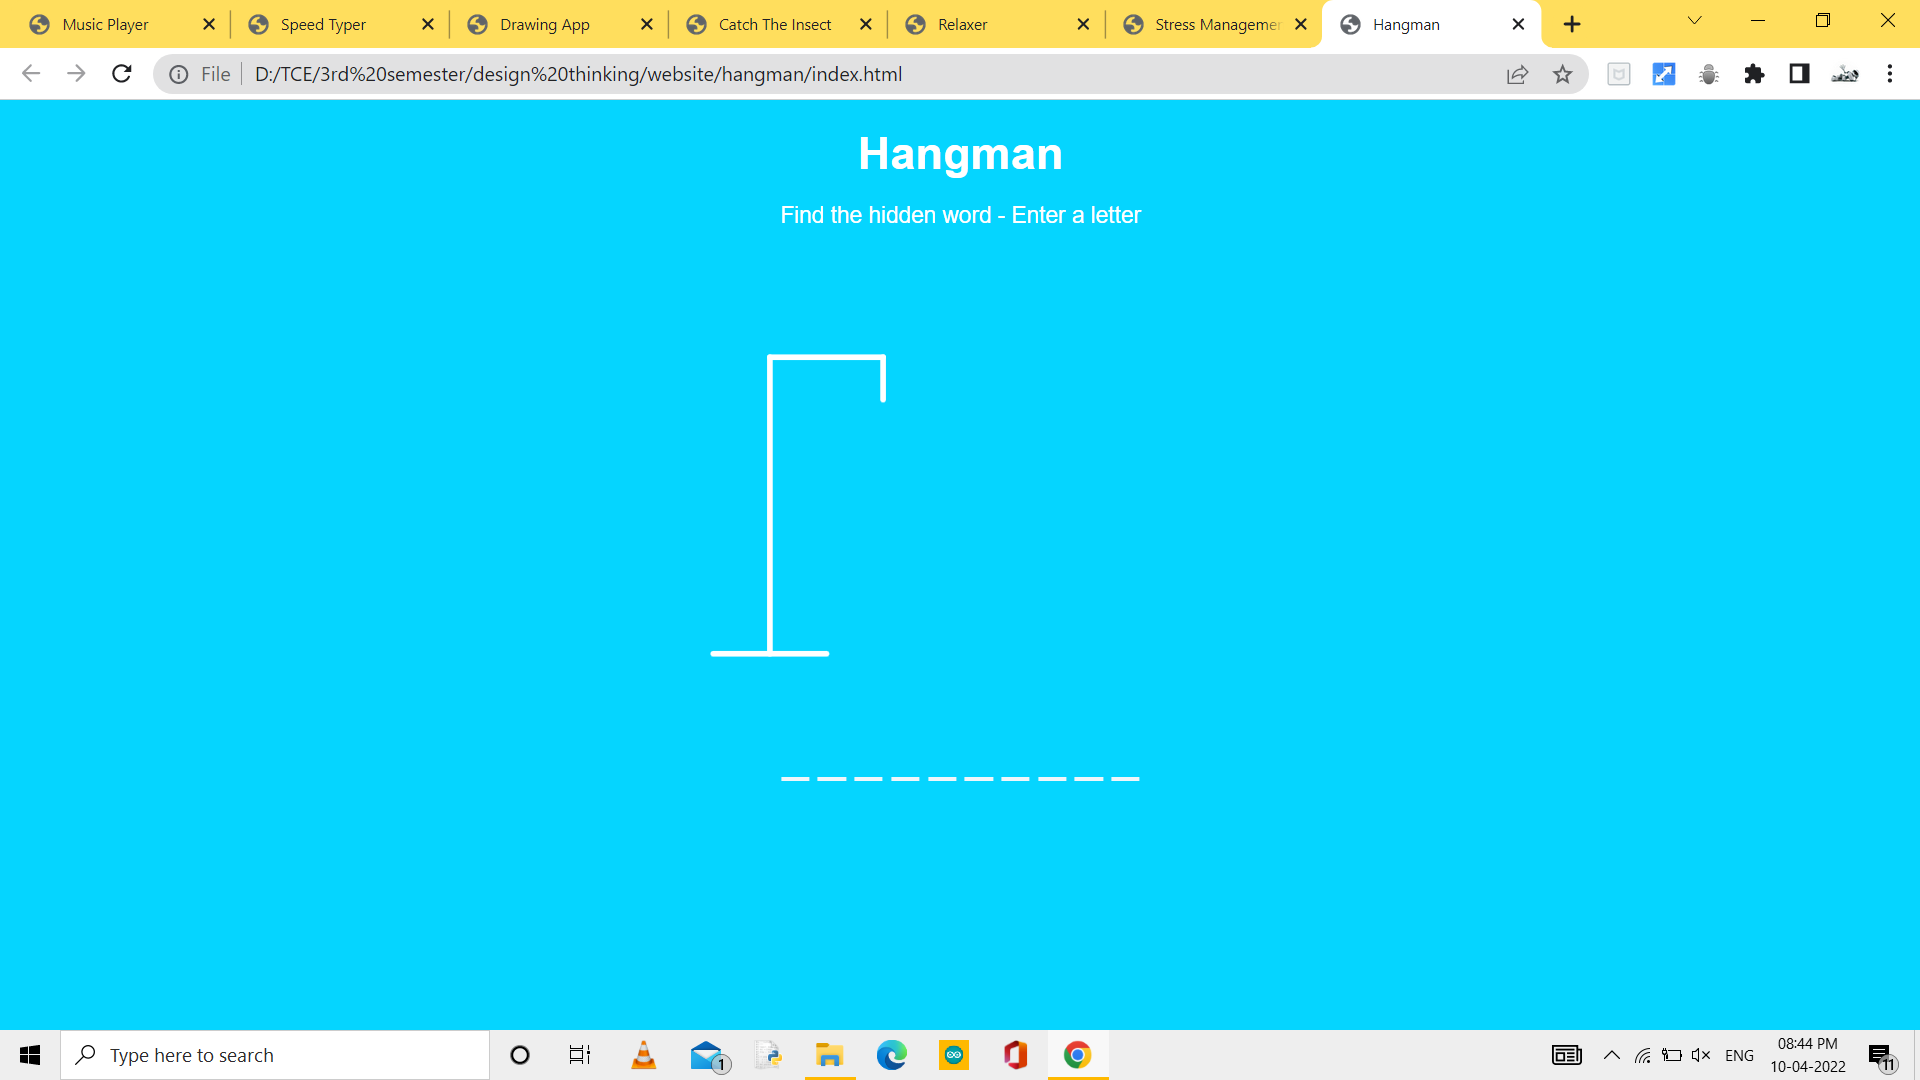 Music Player
Speed Typer
Drawing App
Catch The Insect
Relaxer
Stress Managemen
Hangman
File
D:/TCE/3rd%20semester/design%20thinking/website/hangman/index.html
Hangman
Find the hidden word - Enter a letter
_ _ _ _ _ _ _ _ _ _
Type here to search
1
ENG
08:44 PM
10-04-2022
11